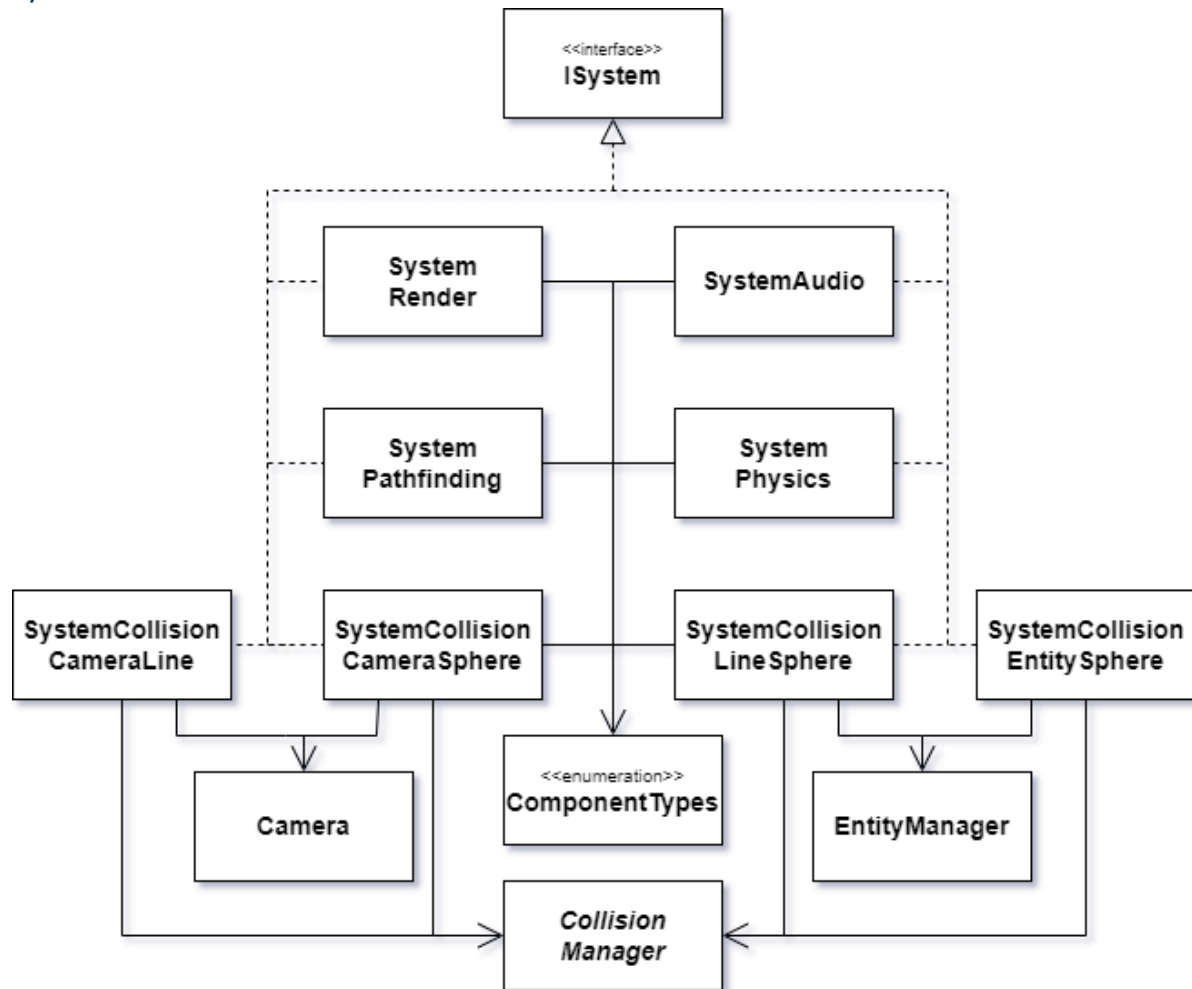 <<interface>>
ISystem
System
Render
SystemAudio
System
Pathfinding
System
Physics
SystemCollision
CameraLine
SystemCollision
CameraSphere
SystemCollision
LineSphere
SystemCollision
EntitySphere
Camera
<<enumeration>>
ComponentTypes
EntityManager
Collision
Manager